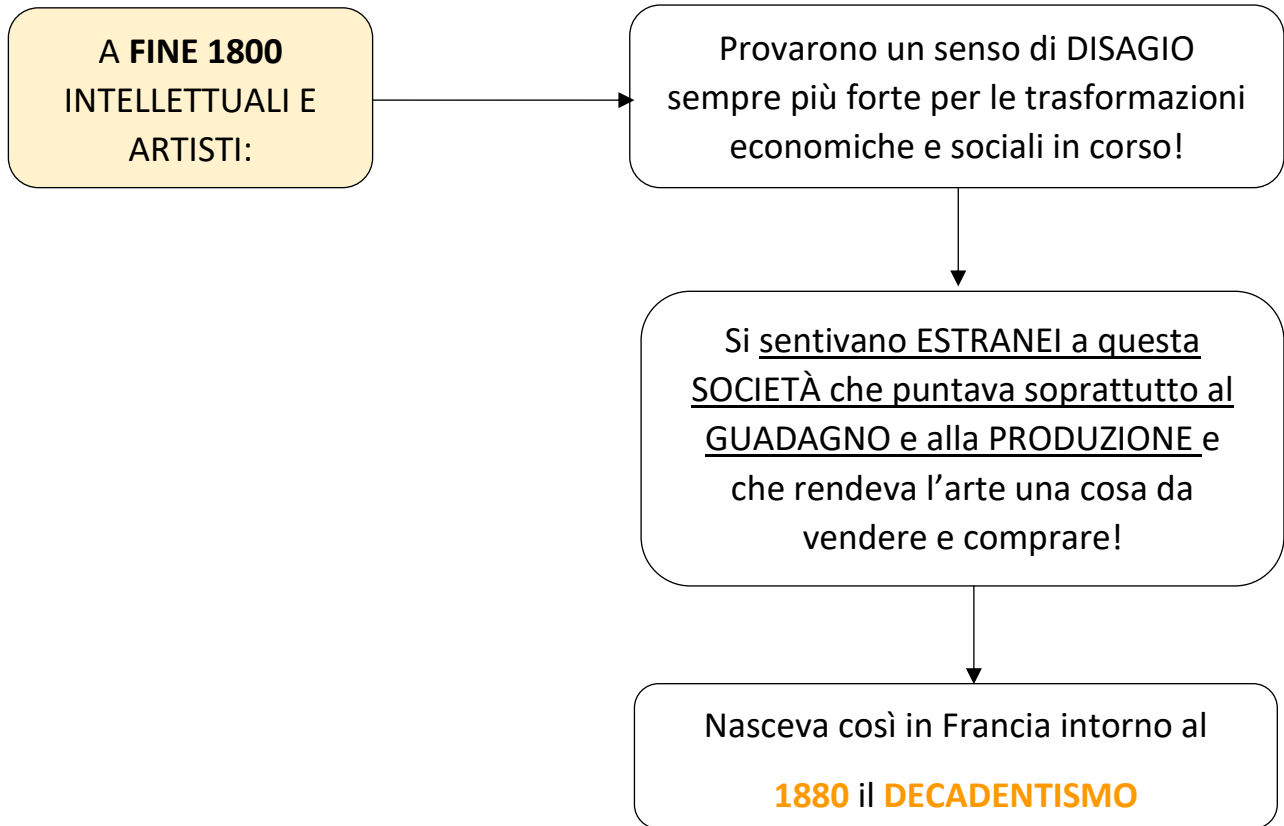 A FINE 1800
INTELLETTUALI E
ARTISTI:
Provarono un senso di DISAGIO
sempre più forte per le trasformazioni
economiche e sociali in corso!
Si sentivano ESTRANEI a questa
SOCIETÀ che puntava soprattutto al
GUADAGNO e alla PRODUZIONE e
che rendeva l’arte una cosa da
vendere e comprare!
Nasceva così in Francia intorno al
1880 il DECADENTISMO